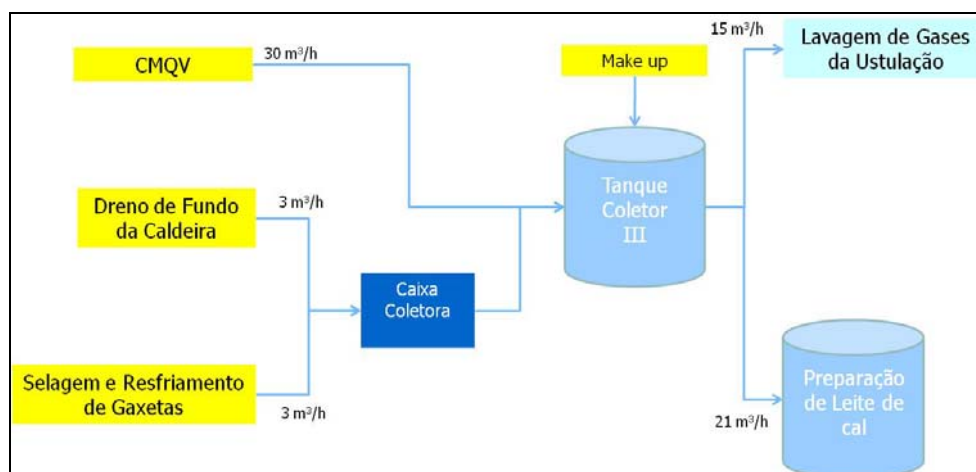 CMQV
30 m³/h
Make up
15 m³/h
Lavagem de Gases
da Ustulação
Dreno de Fundo
da Caldeira
3 m³/h
Tanque
Coletor
III
Caixa
Coletora
Selagem e Resfriamento
de Gaxetas
3 m³/h
Preparação
de Leite de
cal
21 m³/h